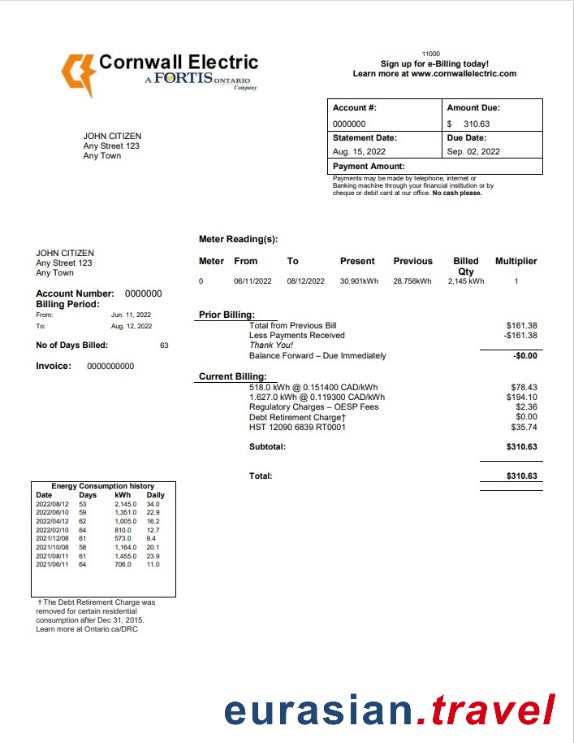 Cornwall Electric
A FORTIS ONTARIO
Company
11000
Sign up for e-Billing today!
Learn more at www.cornwallelectric.com
Account #: Amount Due:
0000000 $ 310.63
Statement Date: Due Date:
Aug. 15, 2022 Sep. 02, 2022
Payment Amount:
Payments may be made by telephone, internet or
Banking machine through your financial institution or by
cheque or debit card at our office. No cash please.
JOHN CITIZEN
Any Street 123
Any Town
JOHN CITIZEN
Any Street 123
Any Town
Account Number: 0000000
Billing Period:
From: Jun. 11, 2022
To: Aug. 12, 2022
No of Days Billed: 63
Invoice: 0000000000
Meter Reading(s):
Meter From To Present Previous Billed Qty Multiplier
0 06/11/2022 08/12/2022 30.901kWh 28.756kWh 2,145 kWh 1
Prior Billing:
Total from Previous Bill $161.38
Less Payments Received -$161.38
Thank You!
Balance Forward – Due Immediately -$0.00
Current Billing:
518.0 kWh @ 0.151400 CAD/kWh $78.43
1.627.0 kWh @ 0.119300 CAD/kWh $194.10
Regulatory Charges – OESP Fees $2.36
Debt Retirement Charge† $0.00
HST 12090 6839 RT0001 $35.74
Subtotal: $310.63
Total: $310.63
Energy Consumption history
Date Days kWh Daily
2022/08/12 53 2,145.0 34.0
2022/06/10 59 1,351.0 22.9
2022/04/12 62 1,005.0 16.2
2022/02/10 64 810.0 12.7
2021/12/08 61 573.0 9.4
2021/10/08 58 1,164.0 20.1
2021/08/11 61 1,455.0 23.9
2021/06/11 64 706.0 11.0
† The Debt Retirement Charge was
removed for certain residential
consumption after Dec 31, 2015.
Learn more at Ontario.ca/DRC
eurasian.travel